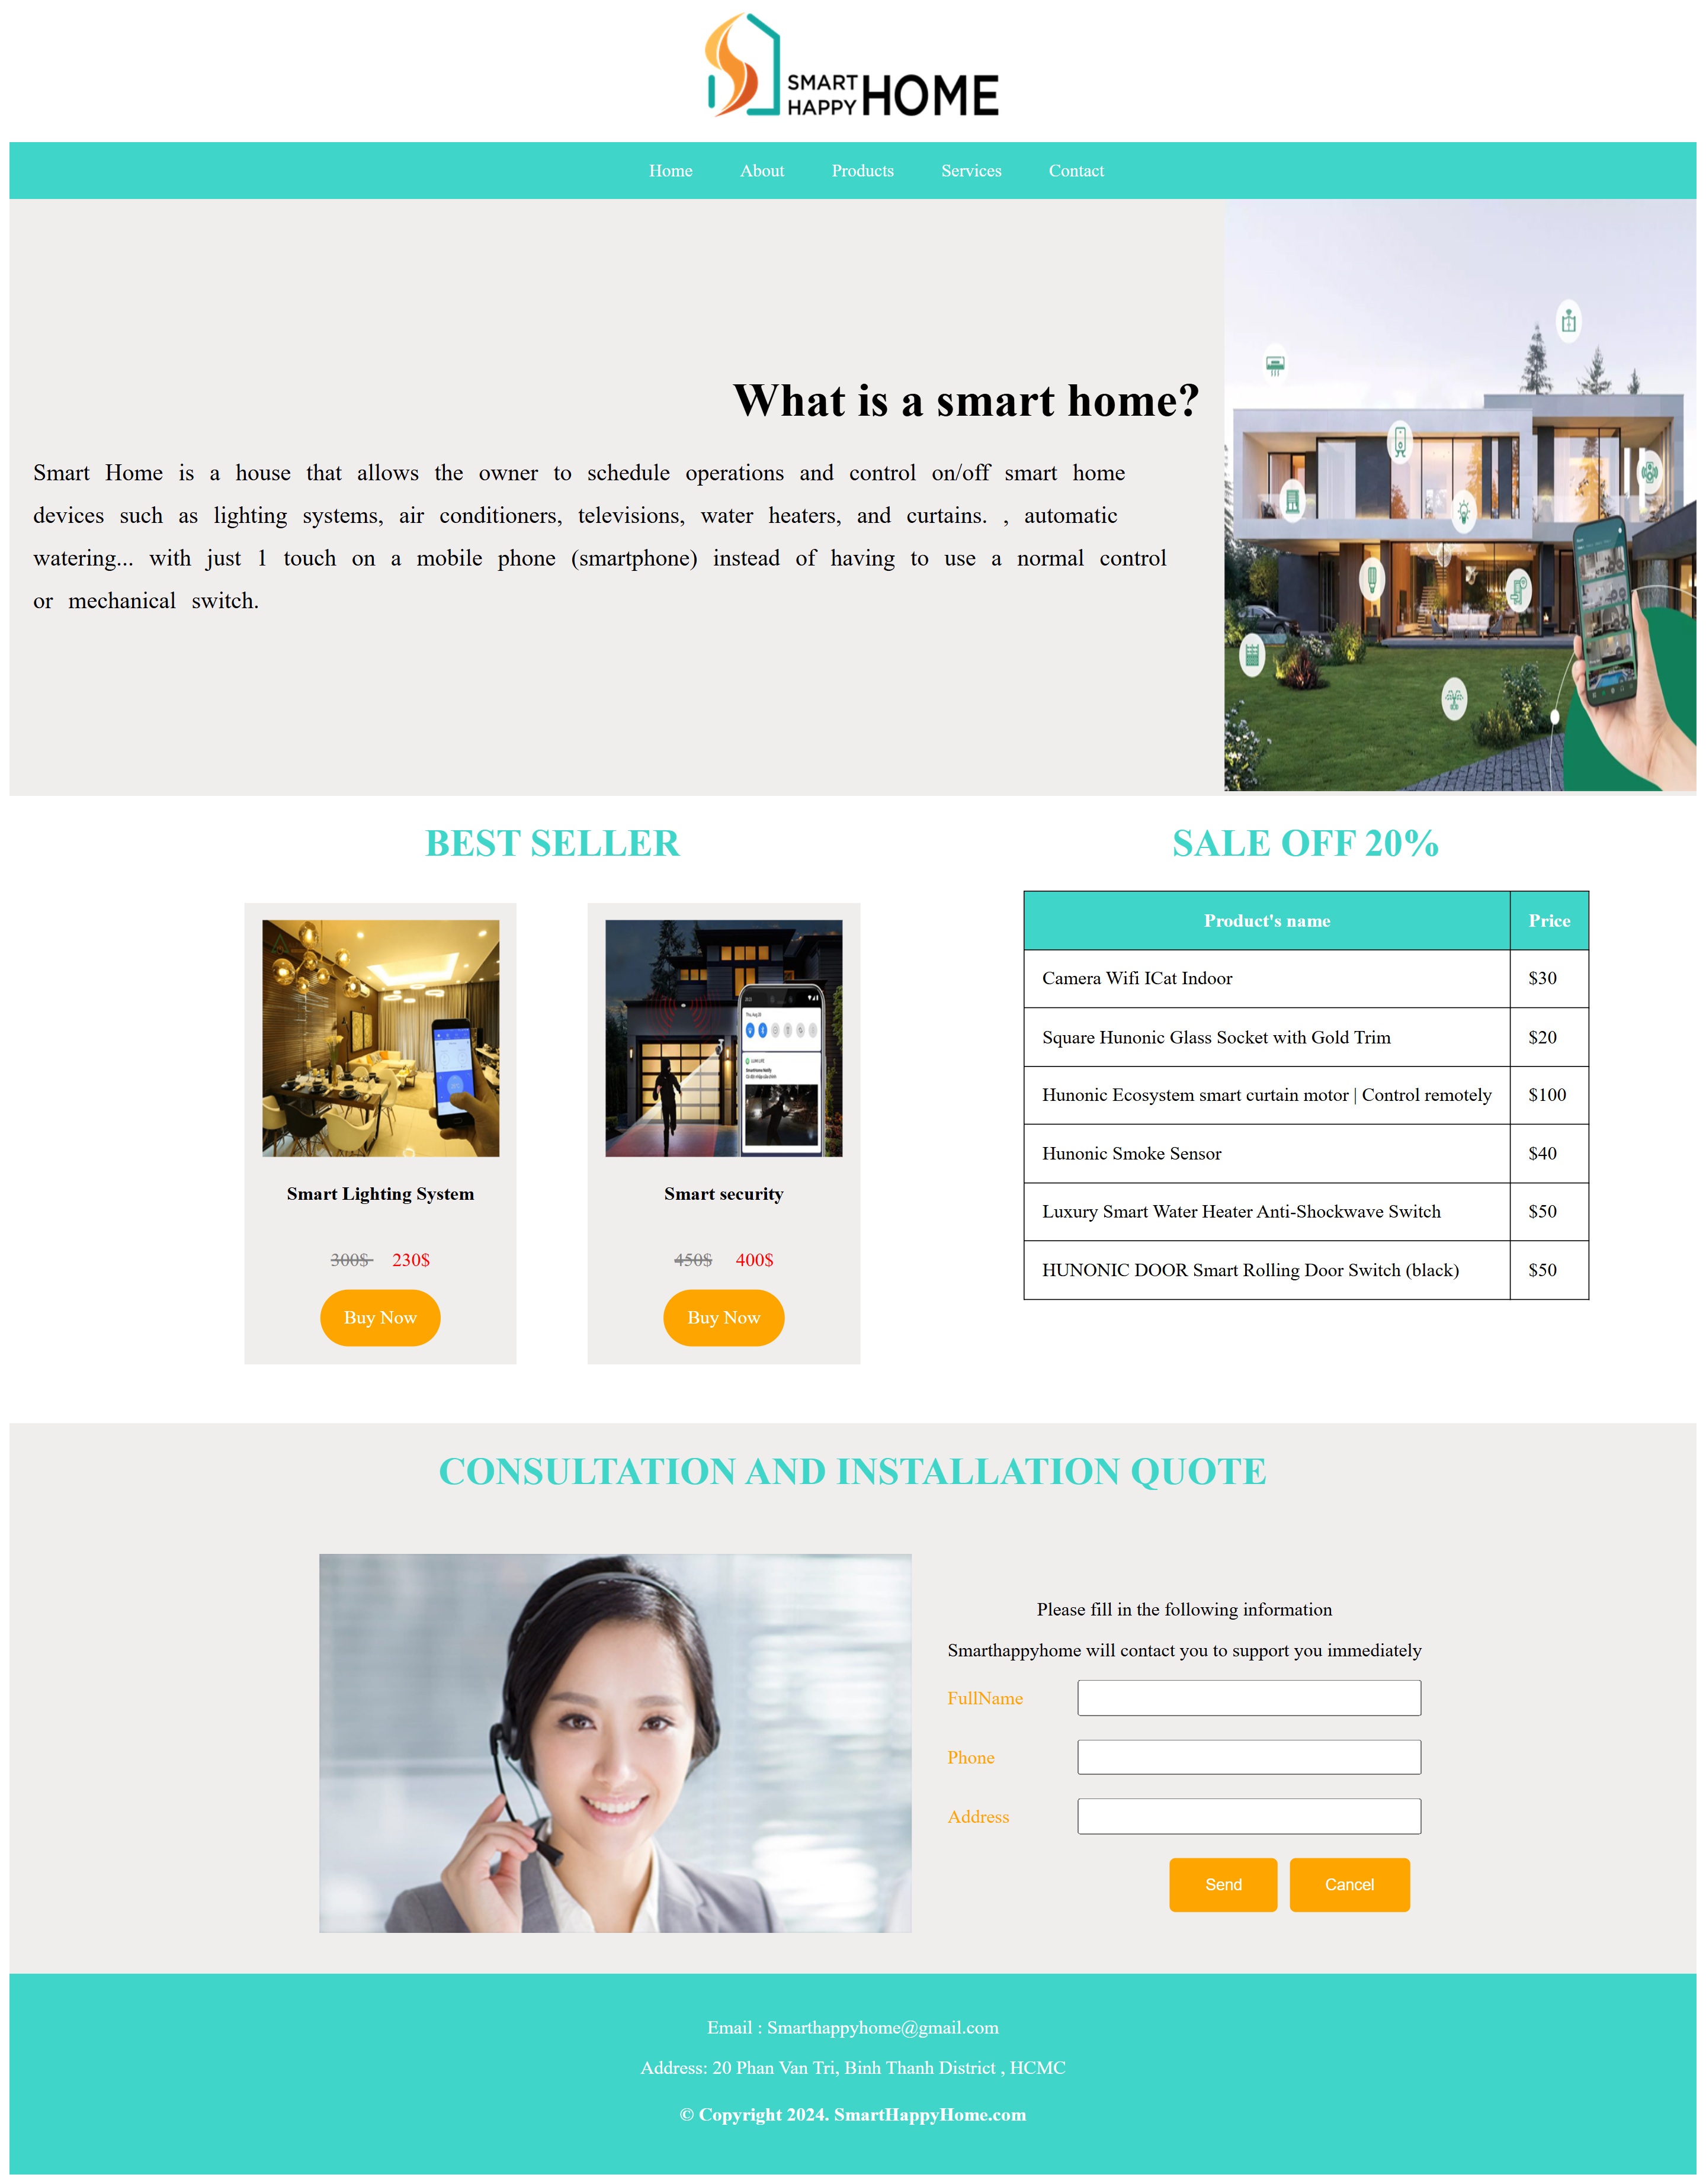 SMART HAPPY HOME
Home About Products Services Contact
What is a smart home?
Smart Home is a house that allows the owner to schedule operations and control on/off smart home
devices such as lighting systems, air conditioners, televisions, water heaters, and curtains. , automatic
watering... with just 1 touch on a mobile phone (smartphone) instead of having to use a normal control
or mechanical switch.
BEST SELLER
Smart Lighting System
300$ 230$
Buy Now
Smart security
450$ 400$
Buy Now
SALE OFF 20%
Product's name Price
Camera Wifi ICat Indoor $30
Square Hunonic Glass Socket with Gold Trim $20
Hunonic Ecosystem smart curtain motor | Control remotely $100
Hunonic Smoke Sensor $40
Luxury Smart Water Heater Anti-Shockwave Switch $50
HUNONIC DOOR Smart Rolling Door Switch (black) $50
CONSULTATION AND INSTALLATION QUOTE
Please fill in the following information
Smarthappyhome will contact you to support you immediately
FullName
Phone
Address
Send Cancel
Email : Smarthappyhome@gmail.com
Address: 20 Phan Van Tri, Binh Thanh District , HCMC
© Copyright 2024. SmartHappyHome.com